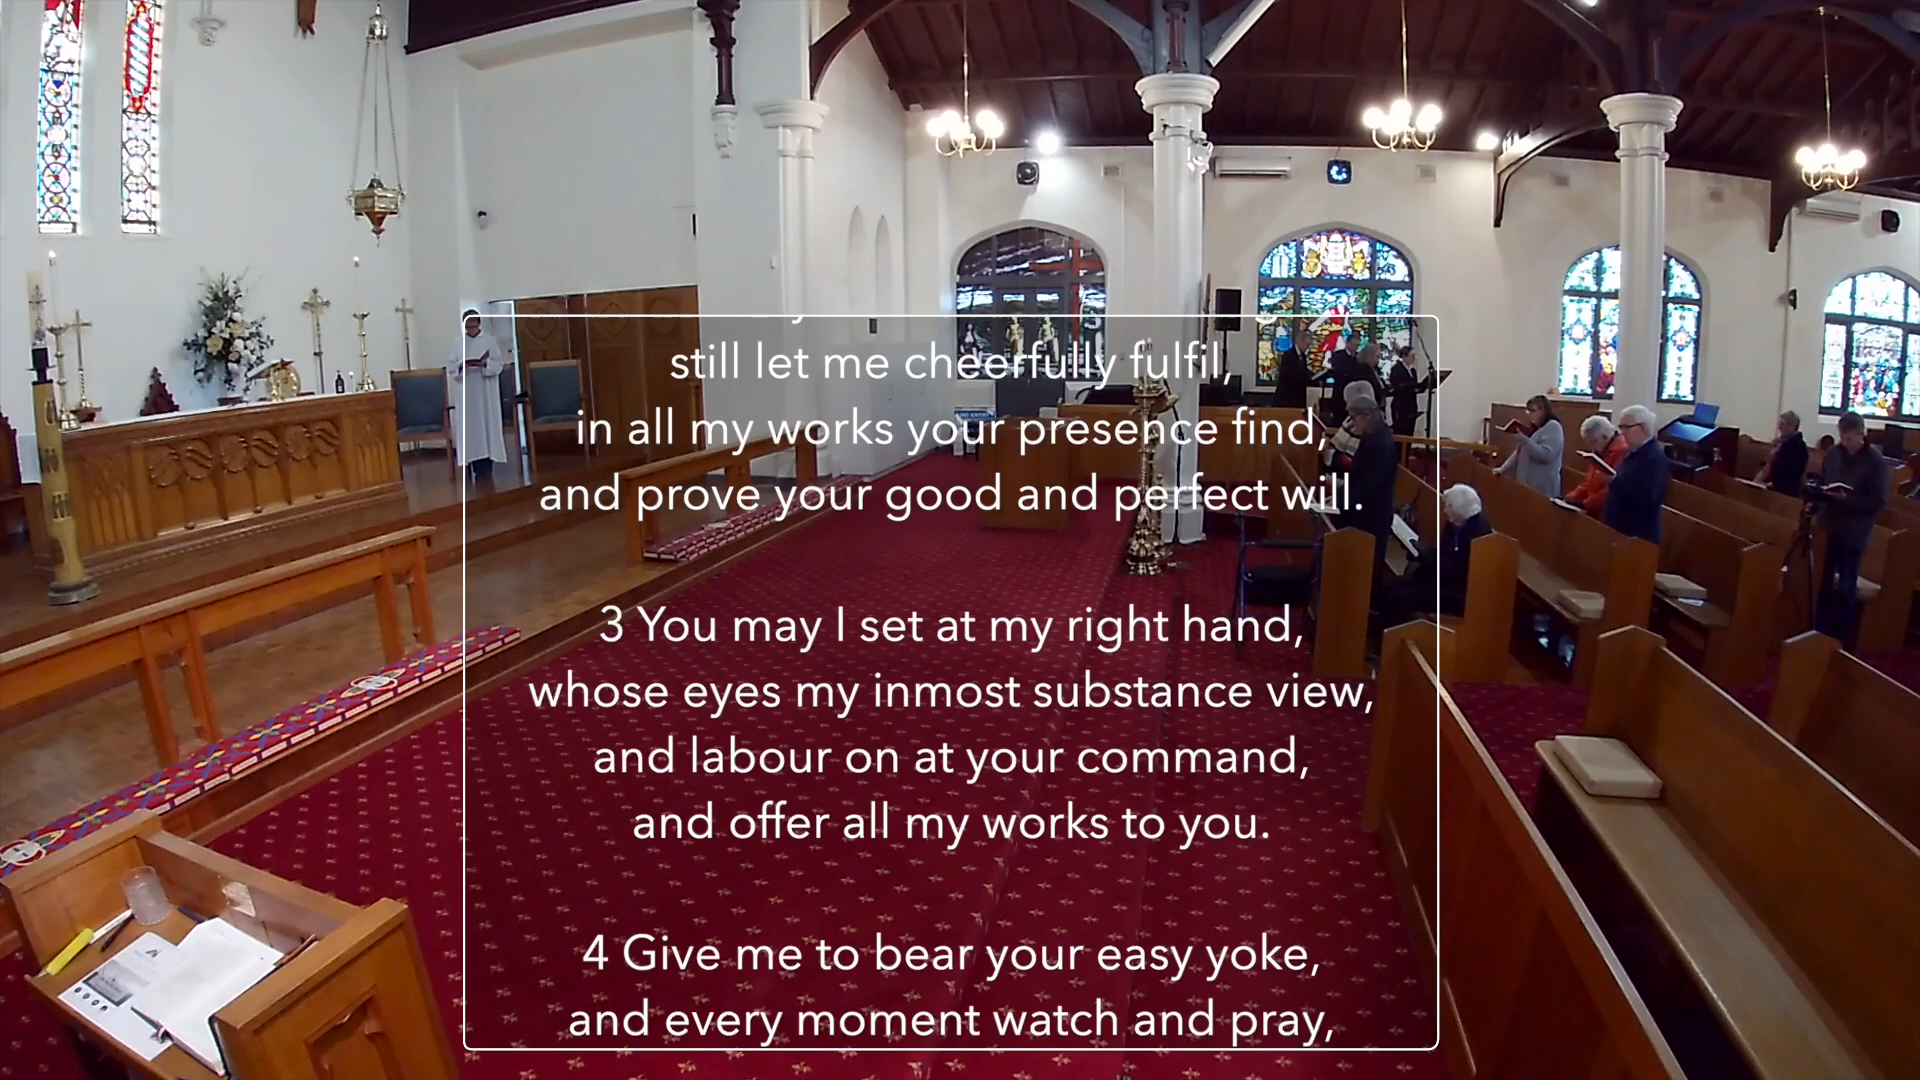 still let me cheerfully fulfil,
in all my works your presence find,
and prove your good and perfect will.
3 You may I set at my right hand,
whose eyes my inmost substance view,
and labour on at your command,
and offer all my works to you.
4 Give me to bear your easy yoke,
and every moment watch and pray,